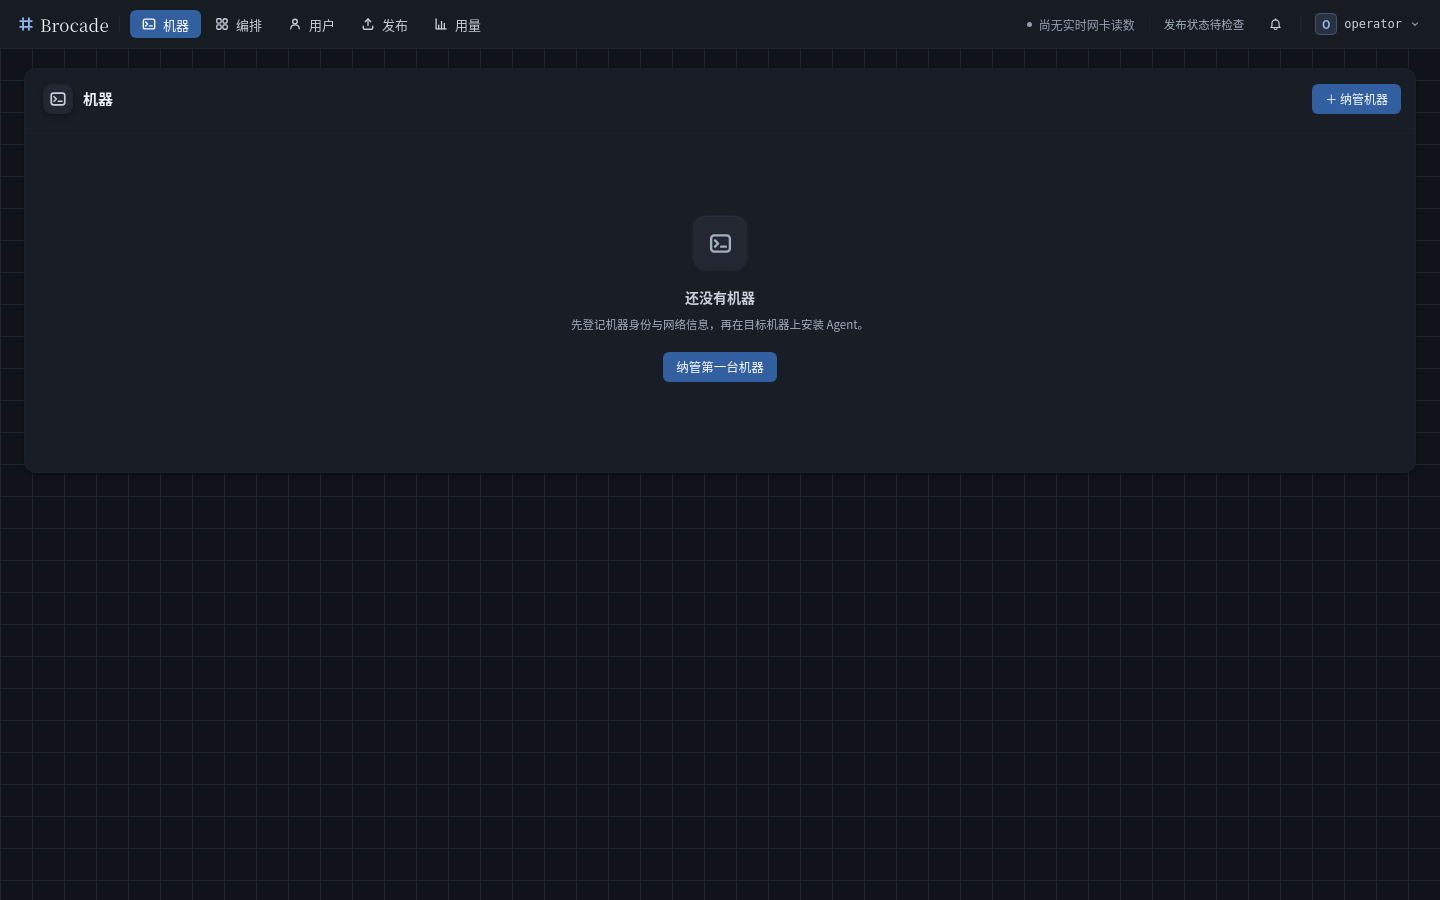 Brocade 机器 编排 用户 发布 用量 尚无实时网卡读数 发布状态待检查 O operator
机器 + 纳管机器
还没有机器
先登记机器身份与网络信息，再在目标机器上安装 Agent。
纳管第一台机器